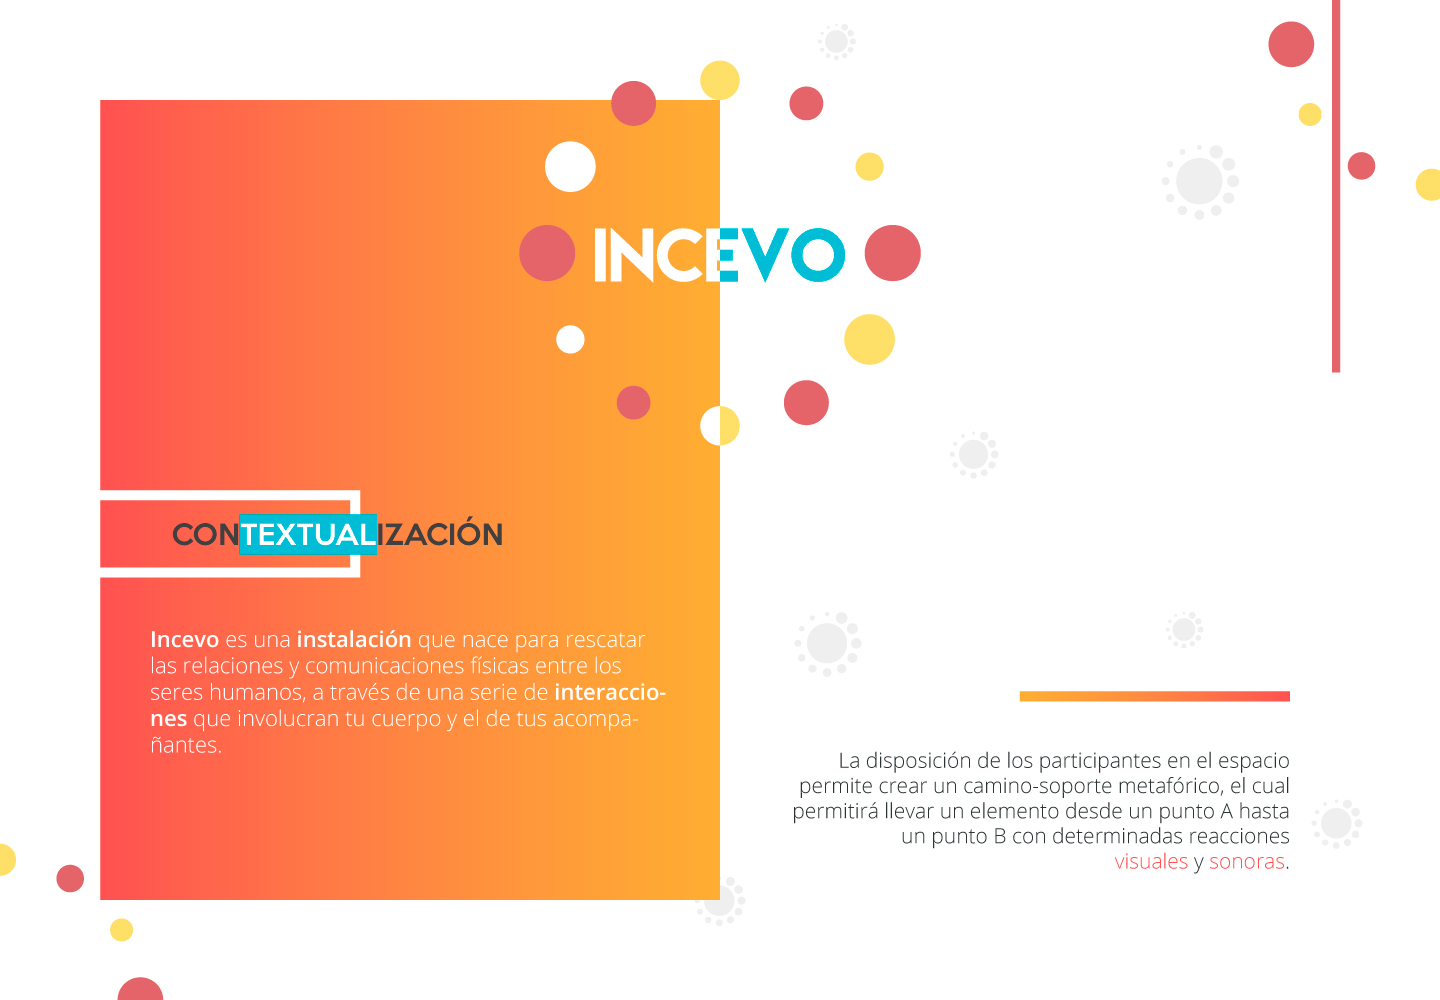 INCEVO
CONTEXTUALIZACIÓN
Incevo es una instalación que nace para rescatar
las relaciones y comunicaciones físicas entre los
seres humanos, a través de una serie de interaccio-
nes que involucran tu cuerpo y el de tus acompa-
ñantes.
La disposición de los participantes en el espacio
permite crear un camino-soporte metafórico, el cual
permitirá llevar un elemento desde un punto A hasta
un punto B con determinadas reacciones
visuales y sonoras.